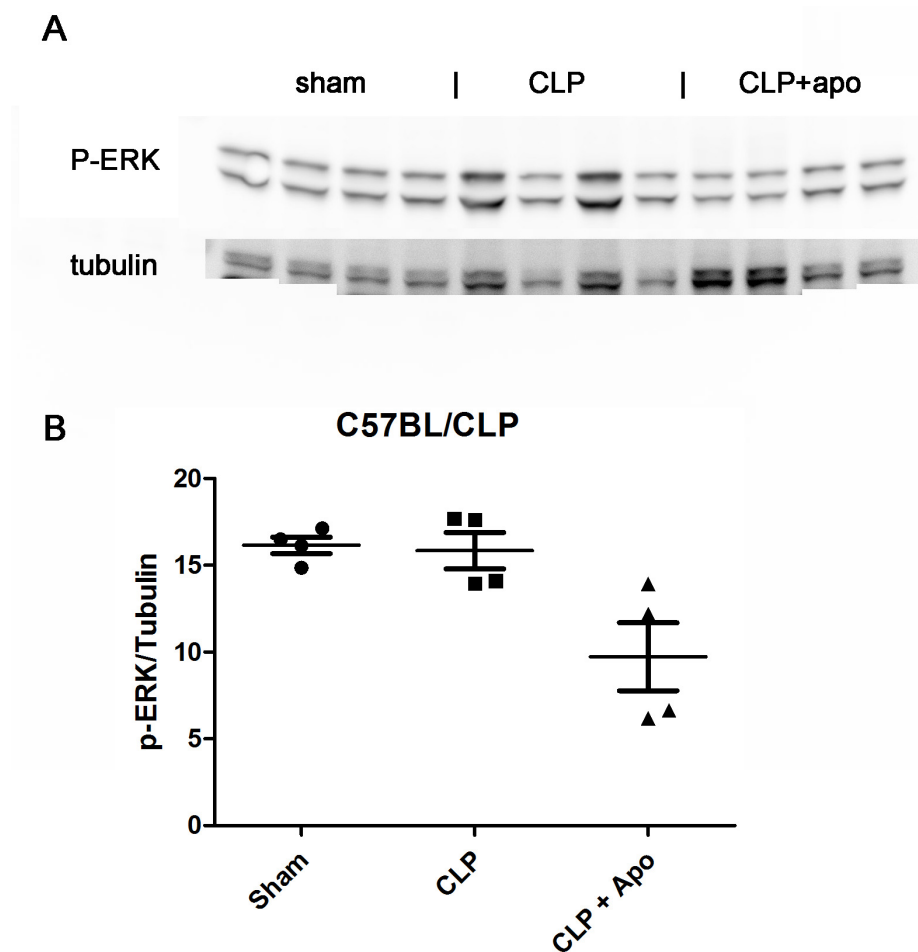 A
sham | CLP | CLP+apo
P-ERK
tubulin
B
C57BL/CLP
20
15
10
5
0
p-ERK/Tubulin
Sham
CLP
CLP + Apo